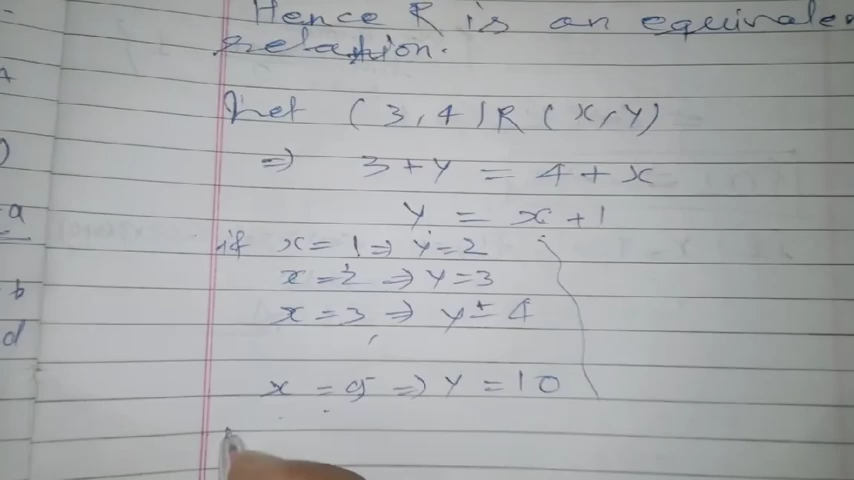 Hence R is an equivale
relation.
Let (3,4)R(x,y)
⇒ 3+y = 4+x
y = x+1
if x=1 ⇒ y=2
x=2 ⇒ y=3
x=3 ⇒ y=4
x=9 ⇒ y=10
a
b
d